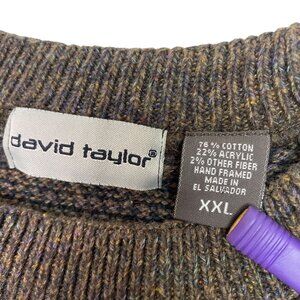 david taylor®
76% COTTON
22% ACRYLIC
2% OTHER FIBER
HAND FRAMED
MADE IN
EL SALVADOR
XXL